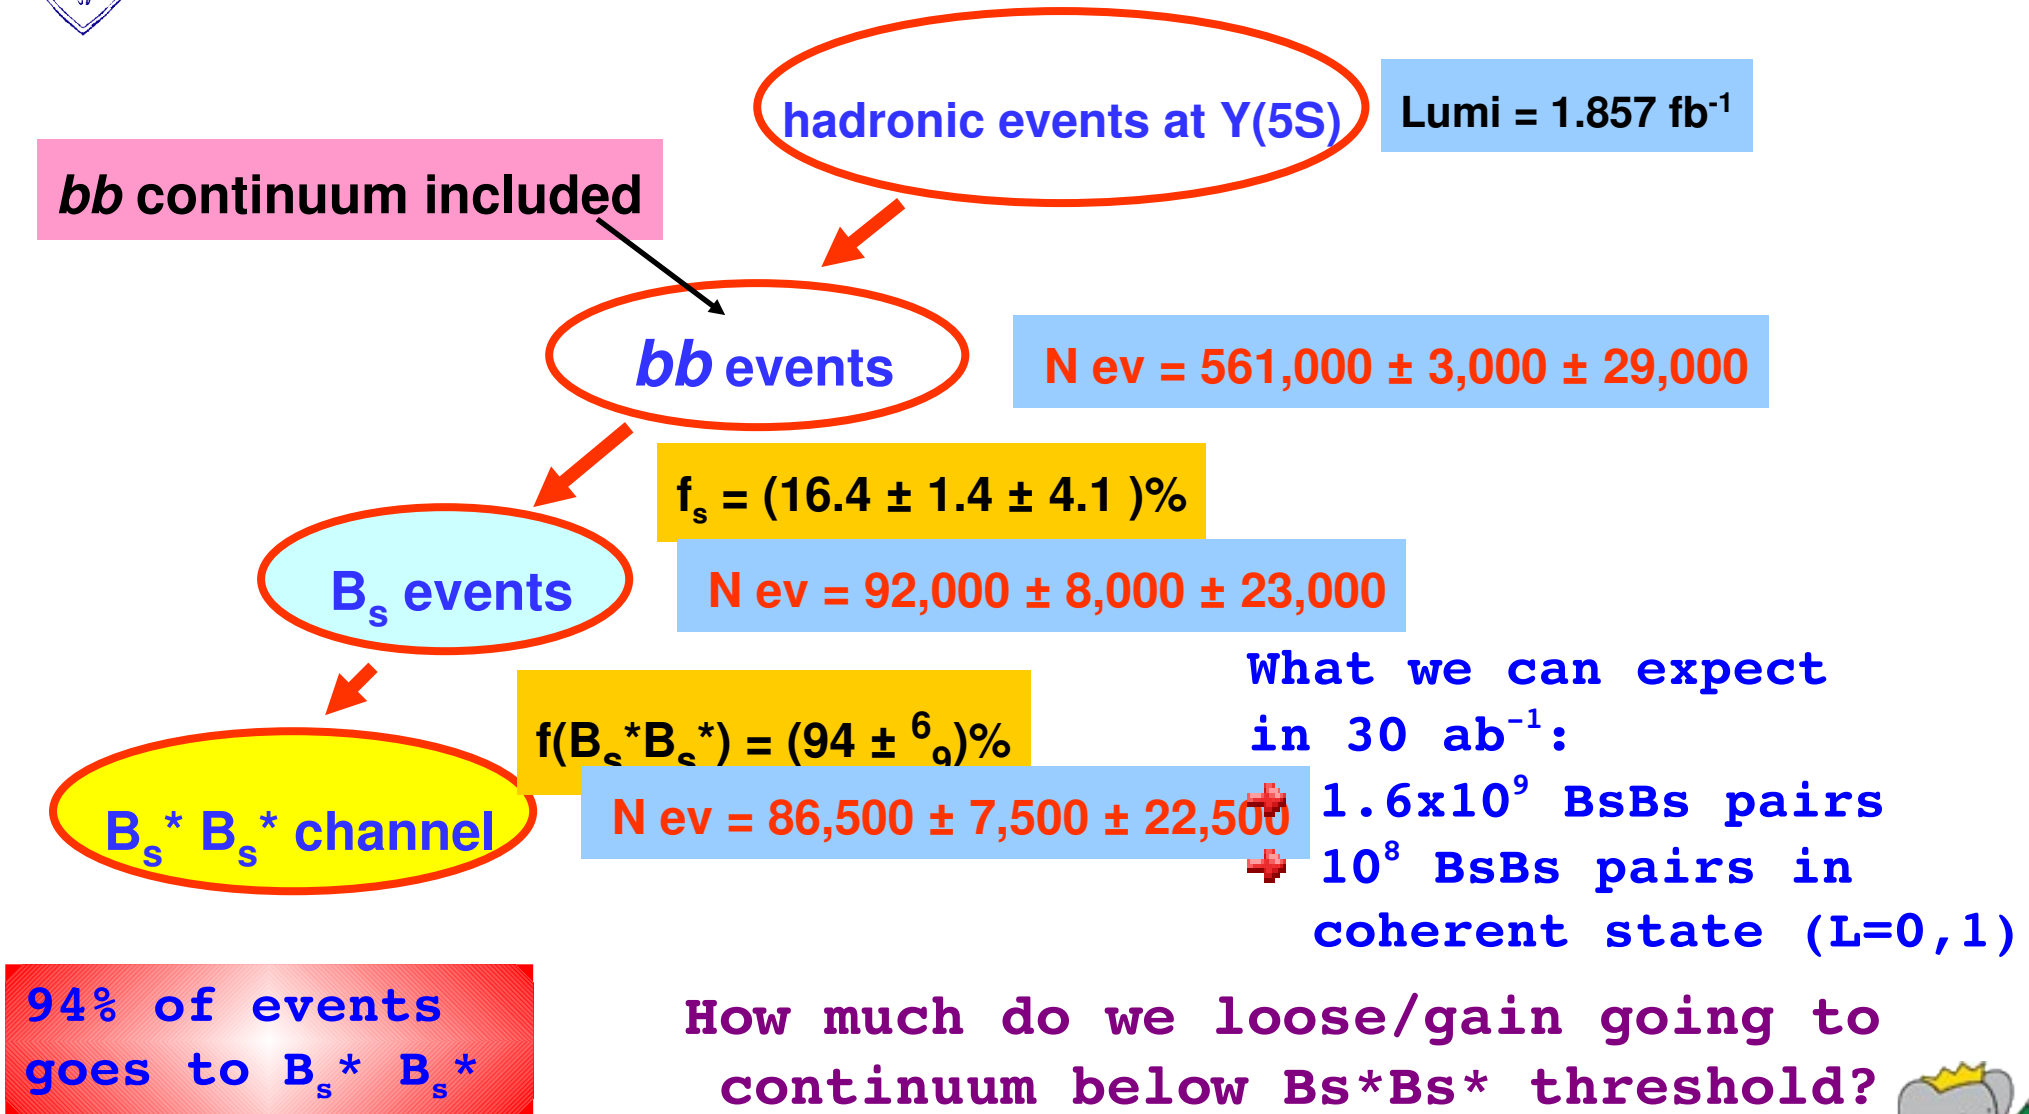 hadronic events at Υ(5S)
Lumi = 1.857 fb⁻¹
bb continuum included
bb events
N ev = 561,000 ± 3,000 ± 29,000
fₛ = (16.4 ± 1.4 ± 4.1 )%
Bₛ events
N ev = 92,000 ± 8,000 ± 23,000
f(Bₛ*Bₛ*) = (94 ± ⁶₉)%
Bₛ* Bₛ* channel
N ev = 86,500 ± 7,500 ± 22,500
What we can expect
in 30 ab⁻¹:
1.6x10⁹ BsBs pairs
10⁸ BsBs pairs in
coherent state (L=0,1)
94% of events
goes to Bₛ* Bₛ*
How much do we loose/gain going to
continuum below Bs*Bs* threshold?